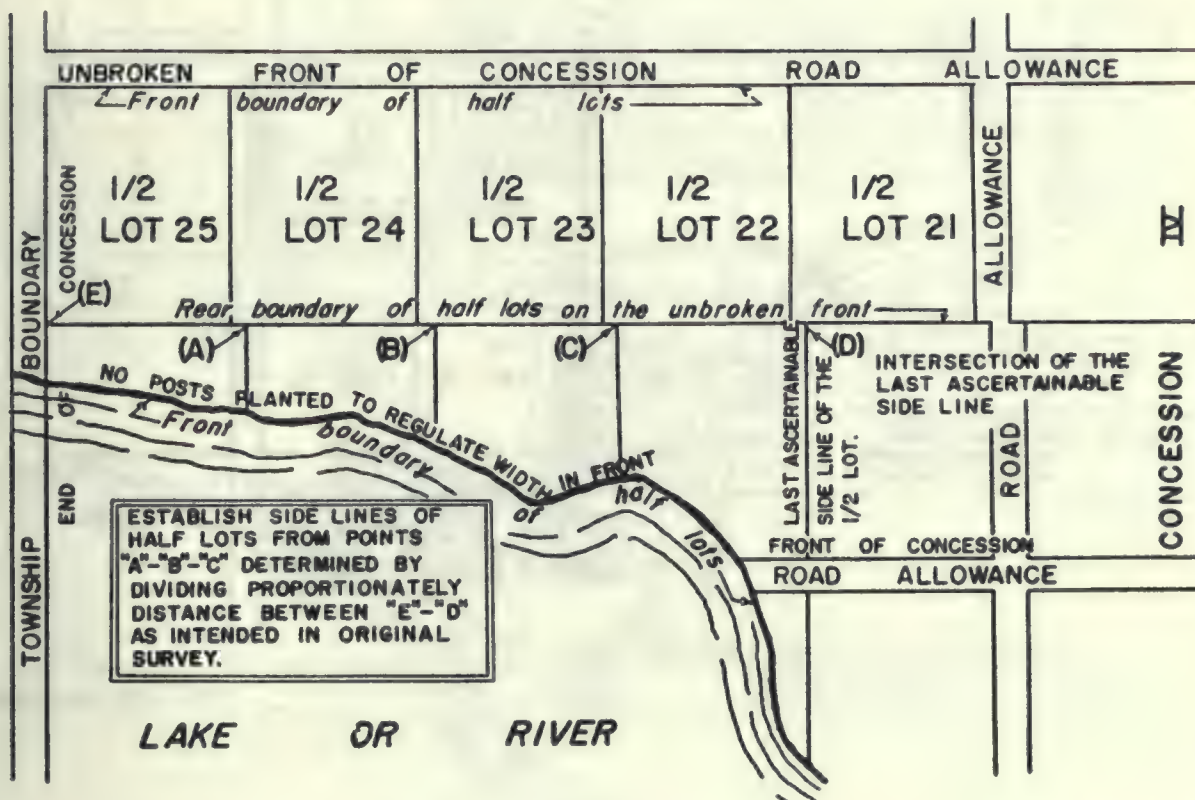 UNBROKEN FRONT OF CONCESSION ROAD ALLOWANCE
Front boundary of half lots
1/2
LOT 25
1/2
LOT 24
1/2
LOT 23
1/2
LOT 22
1/2
LOT 21
ALLOWANCE
IV
CONCESSION
BOUNDARY
(E)
Rear boundary of half lots on the unbroken front
(A)
(B)
(C)
(D)
NO POSTS PLANTED TO REGULATE WIDTH IN FRONT
Front boundary of half lots
LAST ASCERTAINABLE
SIDE LINE OF THE
1/2 LOT.
INTERSECTION OF THE
LAST ASCERTAINABLE
SIDE LINE
ROAD
CONCESSION
OF
END
TOWNSHIP
ESTABLISH SIDE LINES OF
HALF LOTS FROM POINTS
"A"-"B"-"C" DETERMINED BY
DIVIDING PROPORTIONATELY
DISTANCE BETWEEN "E"-"D"
AS INTENDED IN ORIGINAL
SURVEY.
FRONT OF CONCESSION
ROAD ALLOWANCE
LAKE OR RIVER